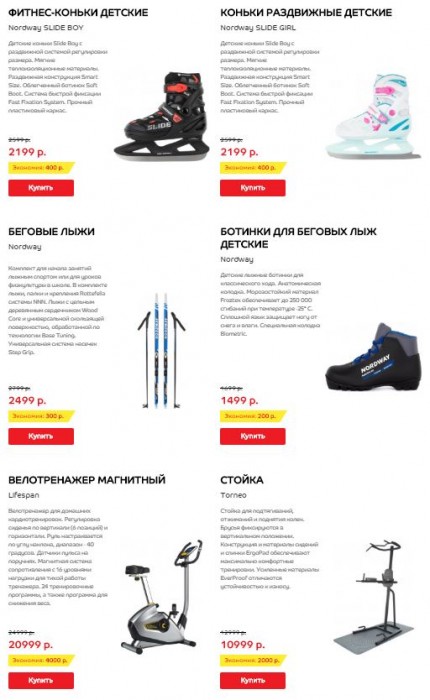 ФИТНЕС-КОНЬКИ ДЕТСКИЕ
Nordway SLIDE BOY
Детские коньки Slide Boy с
раздвижной системой регулировки
размера. Мягкие
теплоизоляционные материалы.
Раздвижная конструкция Smart
Size. Облегченный ботинок Soft
Boot. Система быстрой фиксации
Fast Fixation System. Прочный
пластиковый каркас.
SLIDE
2599 р.
2199 р.
Экономия: 400 р.
Купить
КОНЬКИ РАЗДВИЖНЫЕ ДЕТСКИЕ
Nordway SLIDE GIRL
Детские коньки Slide Boy с
раздвижной системой регулировки
размера. Мягкие
теплоизоляционные материалы.
Раздвижная конструкция Smart
Size. Облегченный ботинок Soft
Boot. Система быстрой фиксации
Fast Fixation System. Прочный
пластиковый каркас.
2599 р.
2199 р.
Экономия: 400 р.
Купить
БЕГОВЫЕ ЛЫЖИ
Nordway
Комплект для начала занятий
лыжным спортом или для уроков
физкультуры в школе. В комплекте
лыжи, палки и крепления Rottefella
системы NNN. Лыжи с цельным
деревянным сердечником Wood
Core и универсальной скользящей
поверхностью, обработанной по
технологии Base Tuning.
Универсальная система насечек
Step Grip.
2799 р.
2499 р.
Экономия: 300 р.
Купить
БОТИНКИ ДЛЯ БЕГОВЫХ ЛЫЖ
ДЕТСКИЕ
Nordway
Детские лыжные ботинки для
классического хода. Анатомическая
колодка. Морозостойкий материал
Frostex обеспечивает до 250 000
сгибаний при температуре -25° С.
Сплошной язык защищает ногу от
снега и влаги. Специальная колодка
Biometric.
NORDWAY
1699 р.
1499 р.
Экономия: 200 р.
Купить
ВЕЛОТРЕНАЖЕР МАГНИТНЫЙ
Lifespan
Велотренажер для домашних
кардиотренировок. Регулировка
сиденья по вертикали (6 позиций) и
горизонтали. Руль настраивается
по углу наклона, диапазон - 40
градусов. Датчики пульса на
поручнях. Магнитная система
сопротивления с 16 уровнями
нагрузки для тихой работы
тренажера. 24 тренировочные
программы, а также программа для
снижения веса.
24999 р.
20999 р.
Экономия: 4000 р.
Купить
СТОЙКА
Torneo
Стойка для подтягиваний,
отжиманий и поднятия колен.
Брусья фиксируются в
вертикальном положении.
Конструкция и материалы сидений
и спинки ErgoPad обеспечивают
максимально комфортные
тренировки. Усиленные материалы
EverProof отличаются
устойчивостью к износу.
12999 р.
10999 р.
Экономия: 2000 р.
Купить